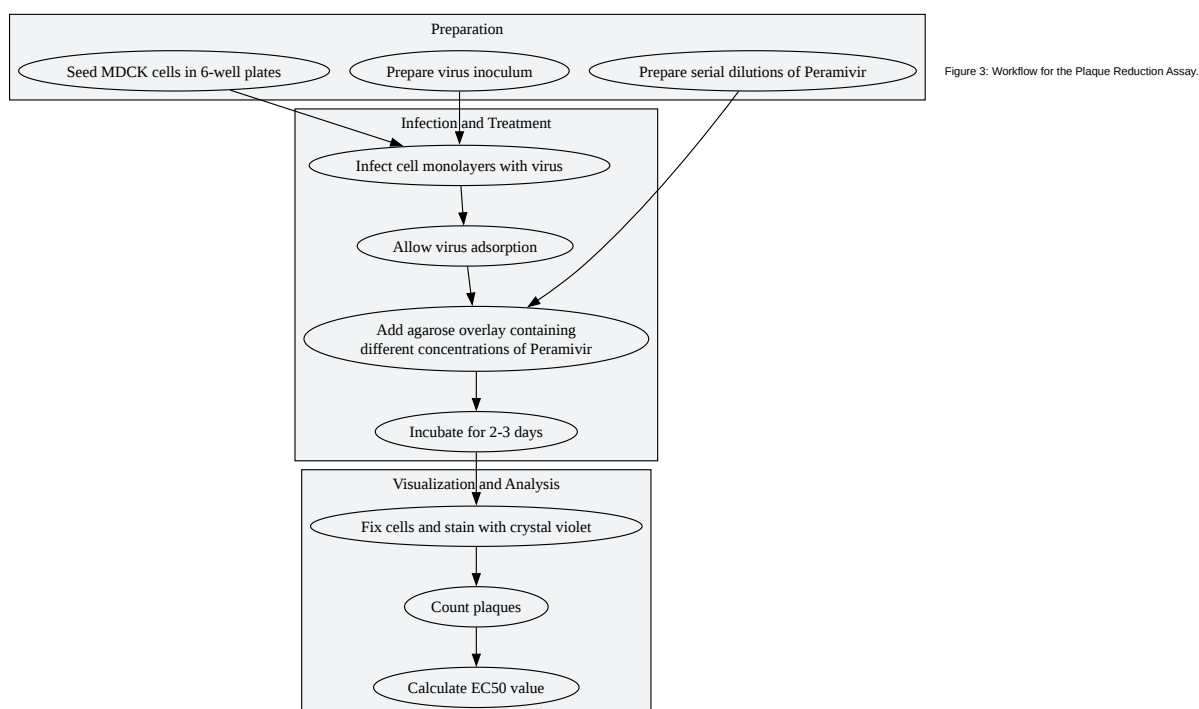 Preparation
Seed MDCK cells in 6-well plates
Prepare virus inoculum
Prepare serial dilutions of Peramivir
Figure 3: Workflow for the Plaque Reduction Assay.
Infection and Treatment
Infect cell monolayers with virus
Allow virus adsorption
Add agarose overlay containing
different concentrations of Peramivir
Incubate for 2-3 days
Visualization and Analysis
Fix cells and stain with crystal violet
Count plaques
Calculate EC50 value